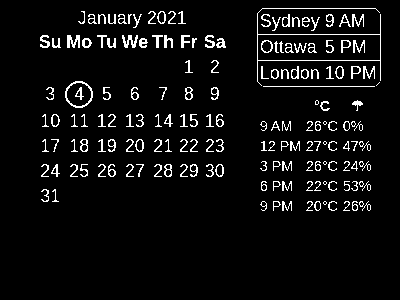 January 2021
Su Mo Tu We Th Fr Sa
1 2
3 4 5 6 7 8 9
10 11 12 13 14 15 16
17 18 19 20 21 22 23
24 25 26 27 28 29 30
31
Sydney 9 AM
Ottawa 5 PM
London 10 PM
°C
9 AM 26°C 0%
12 PM 27°C 47%
3 PM 26°C 24%
6 PM 22°C 53%
9 PM 20°C 26%